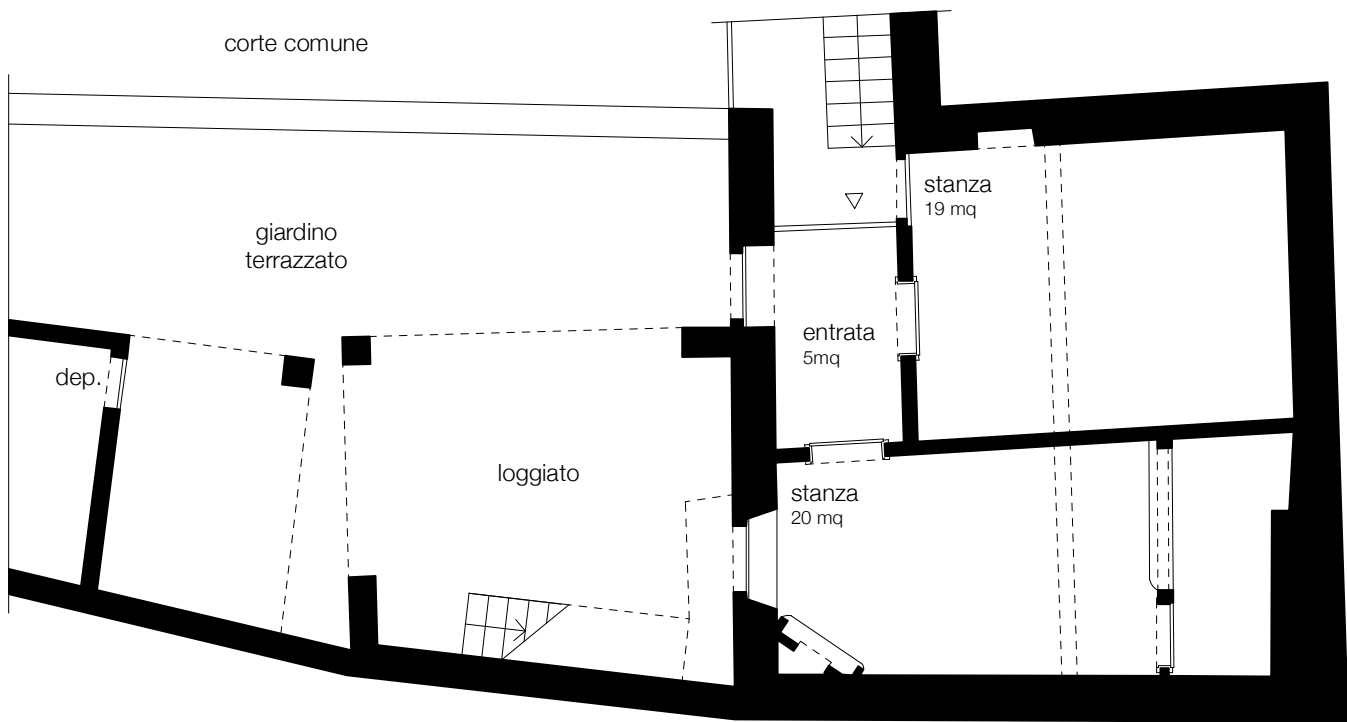 corte comune
giardino
terrazzato
dep.
loggiato
entrata
5mq
stanza
19 mq
stanza
20 mq